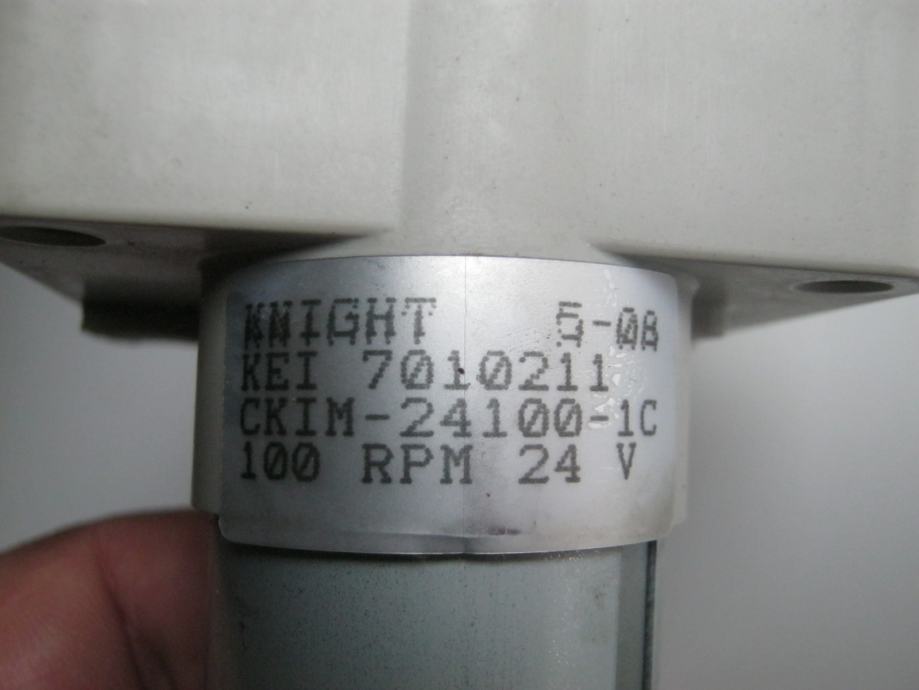 KNIGHT 5-08
KEI 7010211
CKIM-24100-1C
100 RPM 24 V